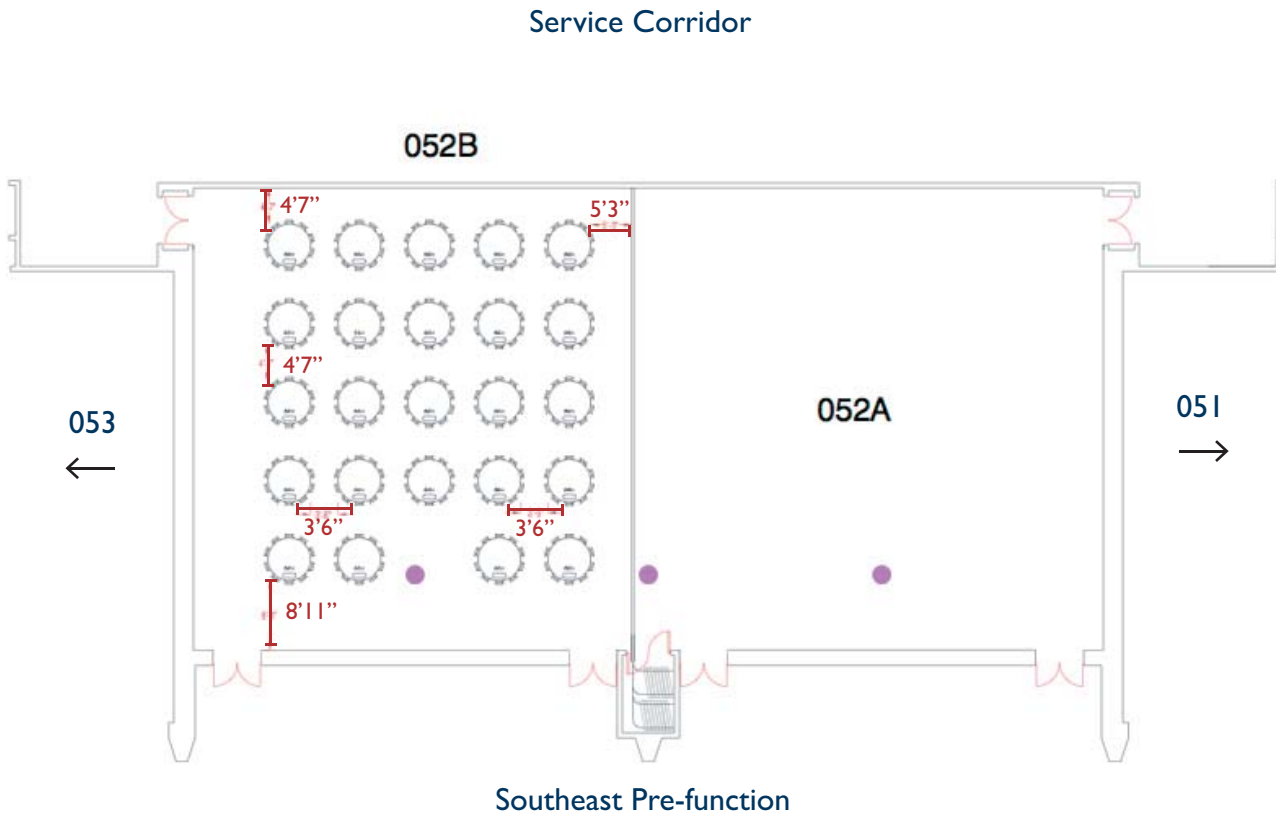 Service Corridor
052B
4’7”
5’3”
4’7”
052A
053
051
3’6”
3’6”
8’11”
Southeast Pre-function